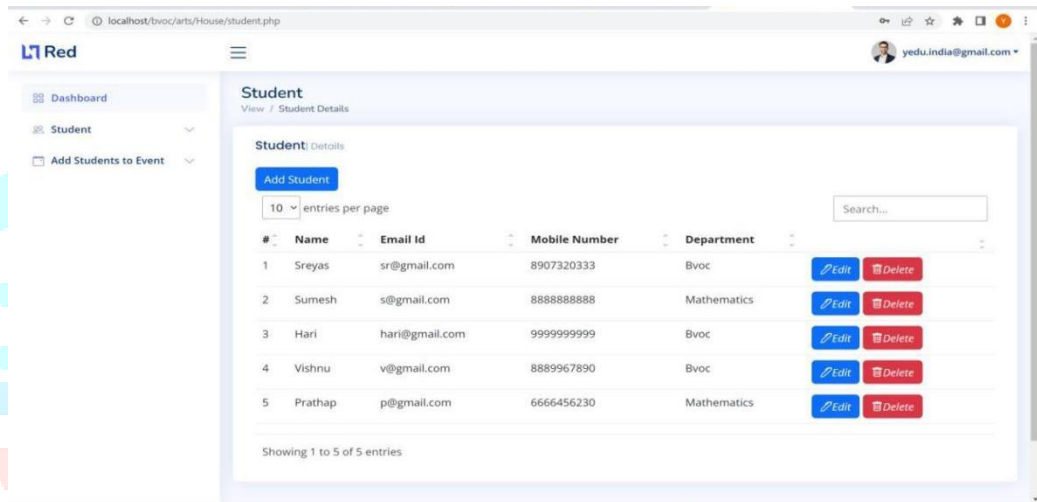 localhost/bvoc/arts/House/student.php
Y
Red
yedu.india@gmail.com
Dashboard
Student
Add Students to Event
Student
View / Student Details
Student| Details
Add Student
10 entries per page
Search...
# Name Email Id Mobile Number Department
1 Sreyas sr@gmail.com 8907320333 Bvoc Edit Delete
2 Sumesh s@gmail.com 8888888888 Mathematics Edit Delete
3 Hari hari@gmail.com 9999999999 Bvoc Edit Delete
4 Vishnu v@gmail.com 8889967890 Bvoc Edit Delete
5 Prathap p@gmail.com 6666456230 Mathematics Edit Delete
Showing 1 to 5 of 5 entries